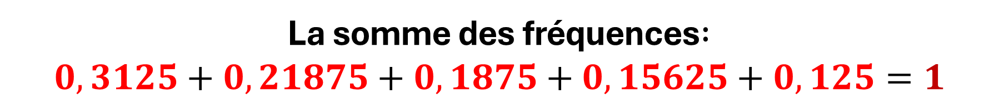 La somme des fréquences:
0,3125 + 0,21875 + 0,1875 + 0,15625 + 0,125 = 1